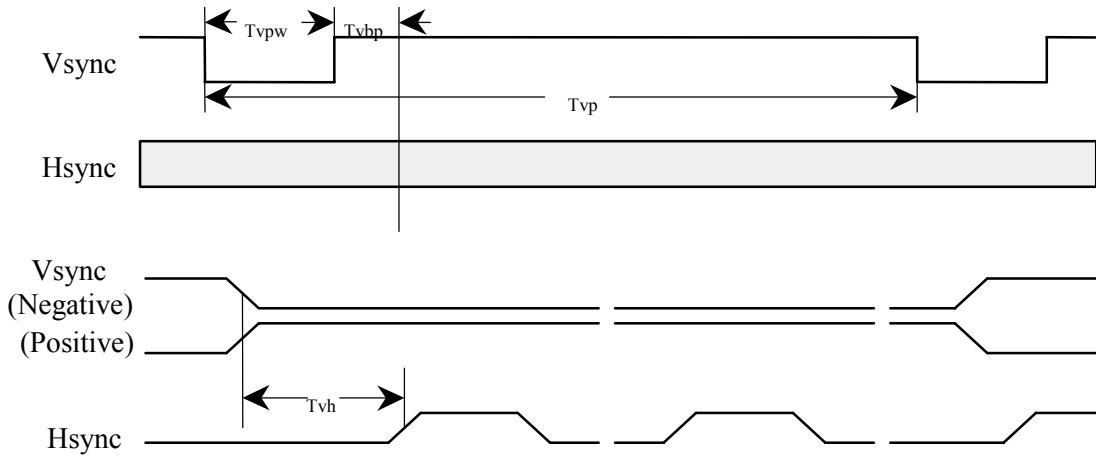 Tvpw
Tvbp
Vsync
Tvp
Hsync
Vsync
(Negative)
(Positive)
Tvh
Hsync